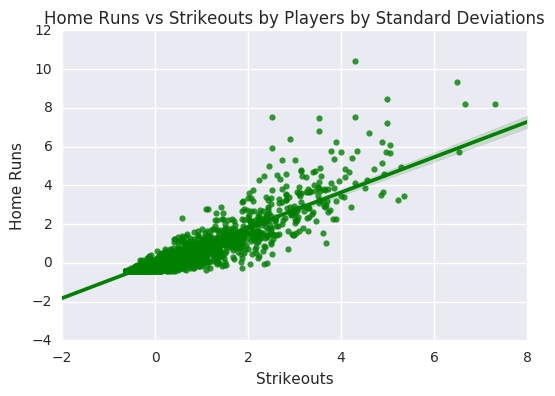 Home Runs vs Strikeouts by Players by Standard Deviations
12
10
8
6
4
2
0
−2
−4
Home Runs
−2 0 2 4 6 8
Strikeouts